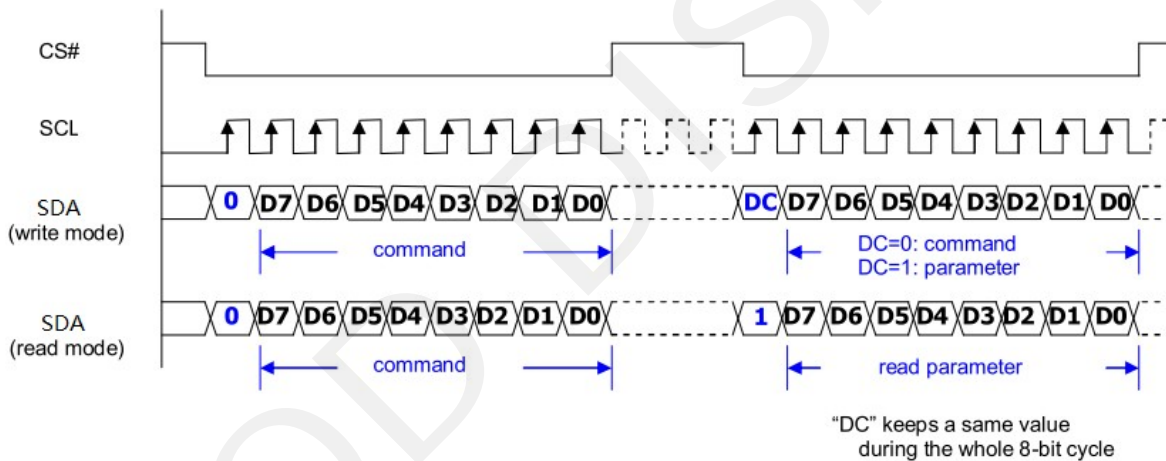 CS#
SCL
SDA
(write mode)
0 D7 D6 D5 D4 D3 D2 D1 D0
DC D7 D6 D5 D4 D3 D2 D1 D0
command
DC=0: command
DC=1: parameter
SDA
(read mode)
0 D7 D6 D5 D4 D3 D2 D1 D0
1 D7 D6 D5 D4 D3 D2 D1 D0
command
read parameter
“DC” keeps a same value
during the whole 8-bit cycle